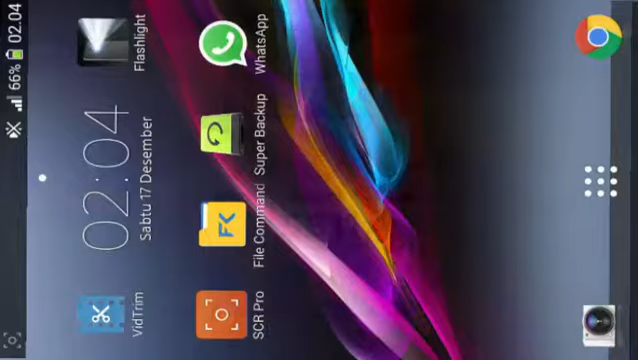 66% 02.04
02:04
Sabtu 17 Desember
VidTrim
Flashlight
SCR Pro
File Command
Super Backup
WhatsApp